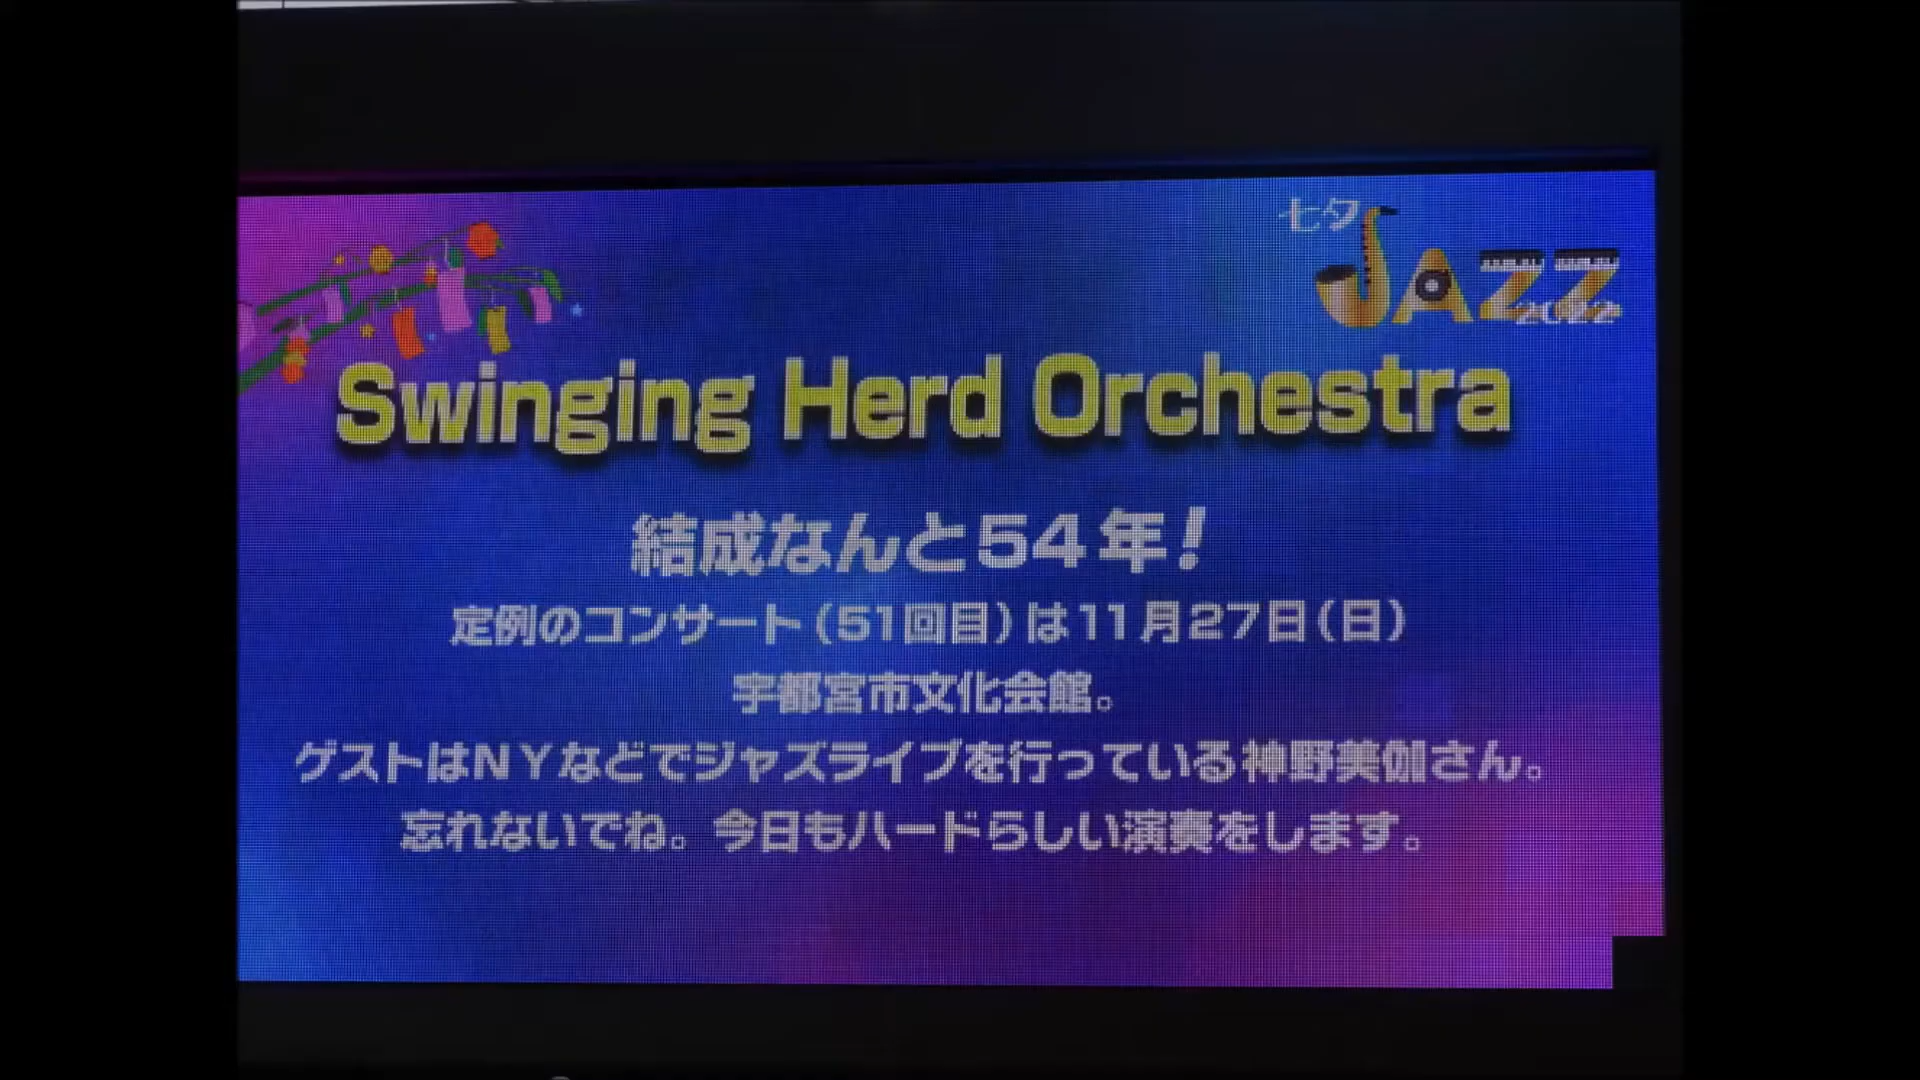 七夕
JAZZ
2022
Swinging Herd Orchestra
結成なんと54年!
定例のコンサート(51回目)は11月27日(日)
宇都宮市文化会館。
ゲストはNYなどでジャズライブを行っている神野美伽さん。
忘れないでね。今日もハードらしい演奏をします。